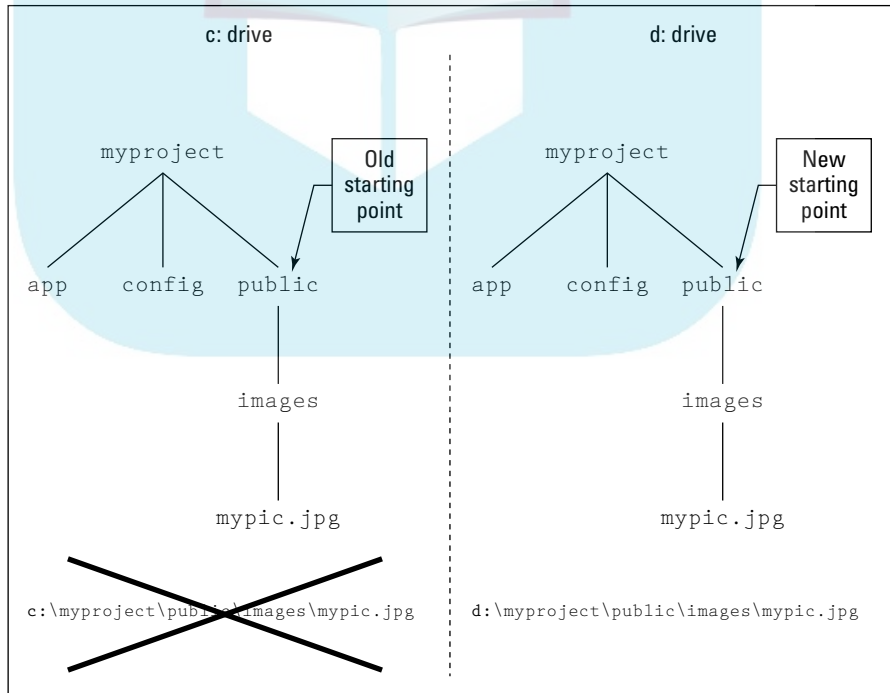 c: drive
myproject
Old
starting
point
app config public
images
mypic.jpg
c:\myproject\public\images\mypic.jpg
d: drive
myproject
New
starting
point
app config public
images
mypic.jpg
d:\myproject\public\images\mypic.jpg